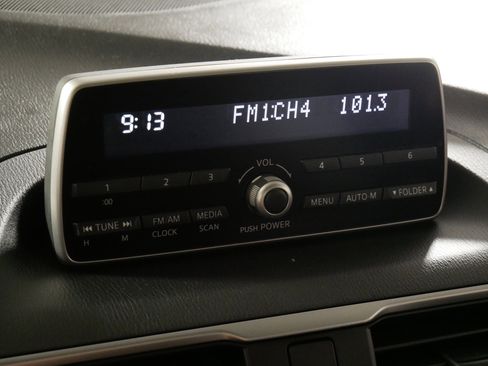 9:13 FM1:CH4 101.3
VOL
1 2 3 4 5 6
:00
⏮ TUNE ⏭ FM·AM MEDIA MENU AUTO-M ▼ FOLDER ▲
H M CLOCK SCAN PUSH POWER